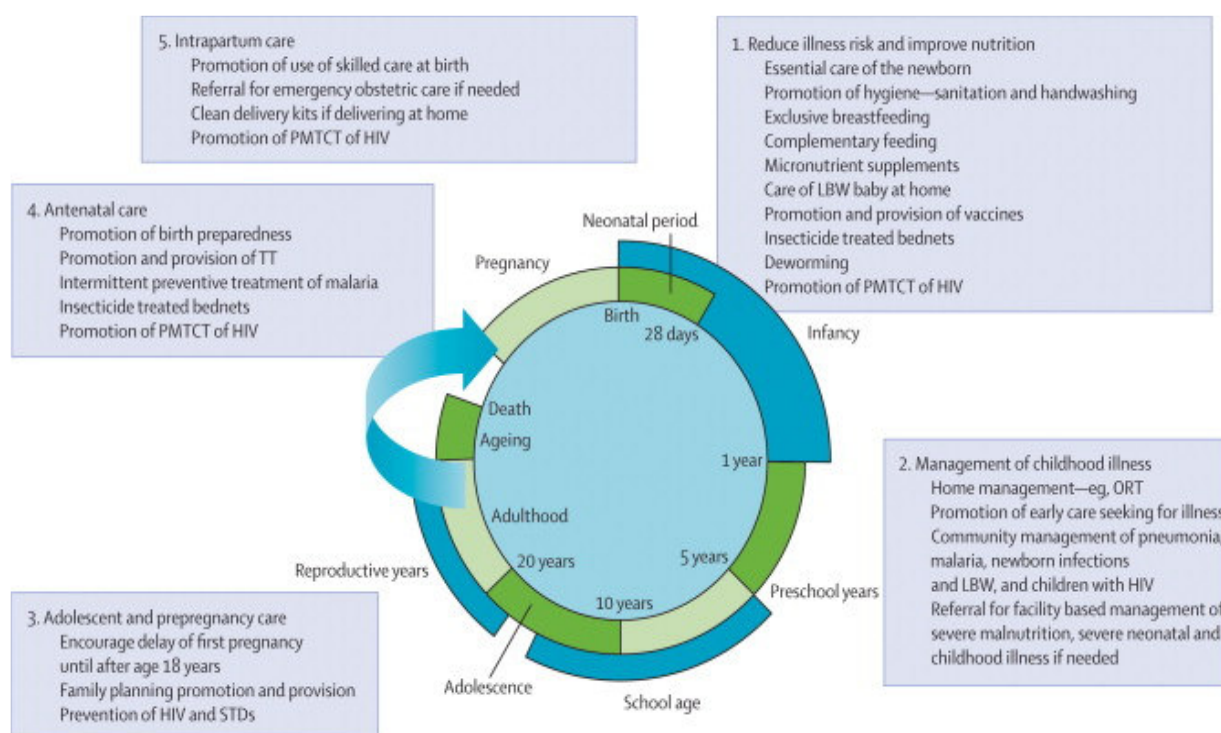 5. Intrapartum care
Promotion of use of skilled care at birth
Referral for emergency obstetric care if needed
Clean delivery kits if delivering at home
Promotion of PMTCT of HIV
1. Reduce illness risk and improve nutrition
Essential care of the newborn
Promotion of hygiene—sanitation and handwashing
Exclusive breastfeeding
Complementary feeding
Micronutrient supplements
Care of LBW baby at home
Promotion and provision of vaccines
Insecticide treated bednets
Deworming
Promotion of PMTCT of HIV
4. Antenatal care
Promotion of birth preparedness
Promotion and provision of TT
Intermittent preventive treatment of malaria
Insecticide treated bednets
Promotion of PMTCT of HIV
Neonatal period
Pregnancy
Birth
28 days
Infancy
Death
Ageing
1 year
Adulthood
20 years
5 years
10 years
Reproductive years
Preschool years
Adolescence
School age
2. Management of childhood illness
Home management—eg, ORT
Promotion of early care seeking for illness
Community management of pneumonia,
malaria, newborn infections
and LBW, and children with HIV
Referral for facility based management of
severe malnutrition, severe neonatal and
childhood illness if needed
3. Adolescent and prepregnancy care
Encourage delay of first pregnancy
until after age 18 years
Family planning promotion and provision
Prevention of HIV and STDs